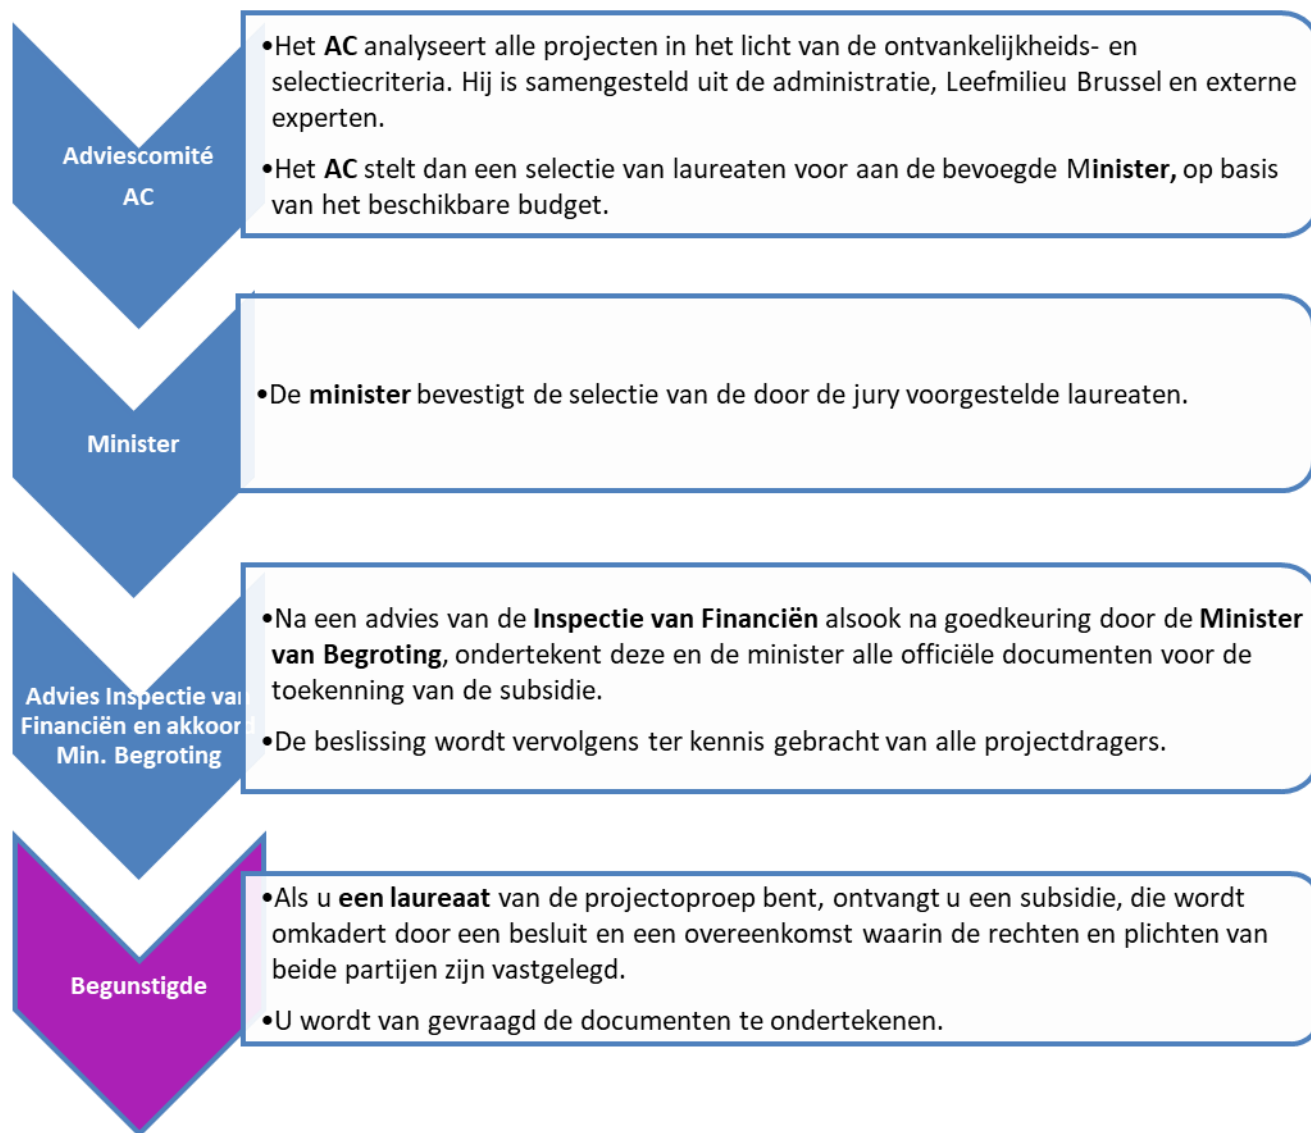 •Het AC analyseert alle projecten in het licht van de ontvankelijkheids- en
selectiecriteria. Hij is samengesteld uit de administratie, Leefmilieu Brussel en externe
experten.
•Het AC stelt dan een selectie van laureaten voor aan de bevoegde Minister, op basis
van het beschikbare budget.
Adviescomité
AC
•De minister bevestigt de selectie van de door de jury voorgestelde laureaten.
Minister
•Na een advies van de Inspectie van Financiën alsook na goedkeuring door de Minister
van Begroting, ondertekent deze en de minister alle officiële documenten voor de
toekenning van de subsidie.
•De beslissing wordt vervolgens ter kennis gebracht van alle projectdragers.
Advies Inspectie van
Financiën en akkoord
Min. Begroting
•Als u een laureaat van de projectoproep bent, ontvangt u een subsidie, die wordt
omkadert door een besluit en een overeenkomst waarin de rechten en plichten van
beide partijen zijn vastgelegd.
•U wordt van gevraagd de documenten te ondertekenen.
Begunstigde